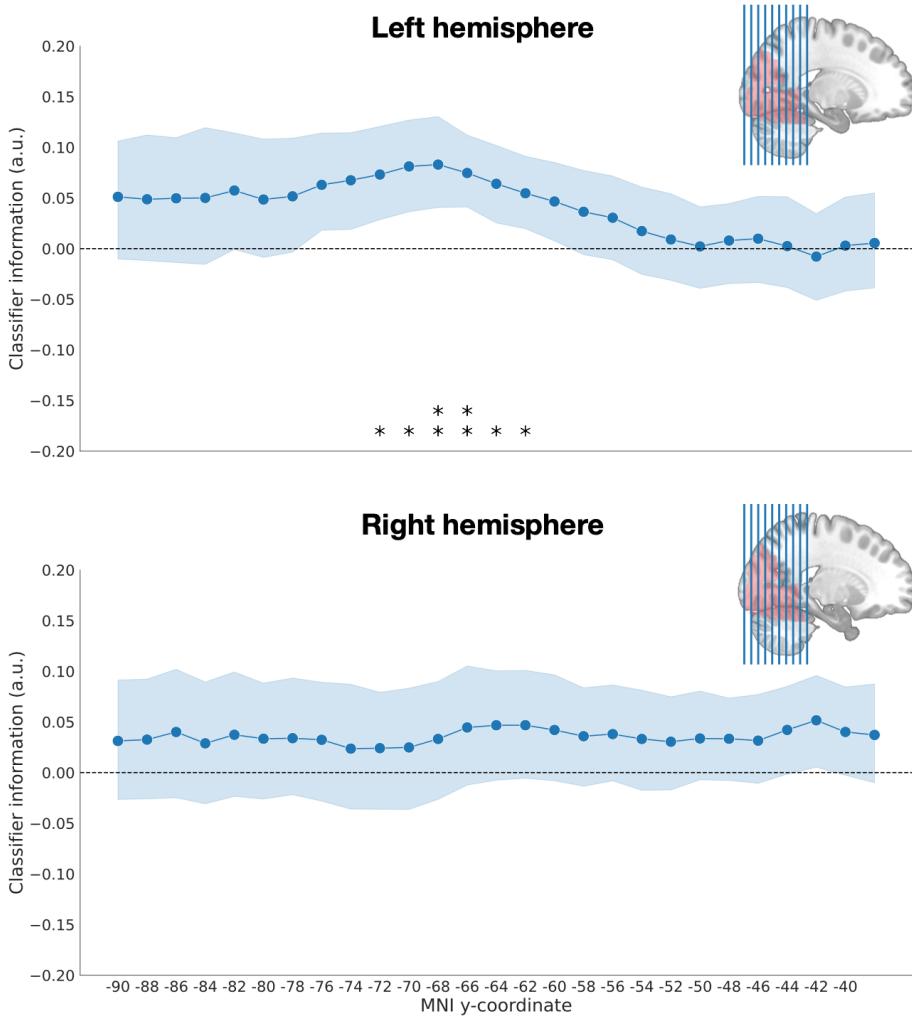 Left hemisphere
Classifier information (a.u.)
0.20
0.15
0.10
0.05
0.00
−0.05
−0.10
−0.15
−0.20
* *
* * * * * *
Right hemisphere
Classifier information (a.u.)
0.20
0.15
0.10
0.05
0.00
−0.05
−0.10
−0.15
−0.20
-90 -88 -86 -84 -82 -80 -78 -76 -74 -72 -70 -68 -66 -64 -62 -60 -58 -56 -54 -52 -50 -48 -46 -44 -42 -40
MNI y-coordinate